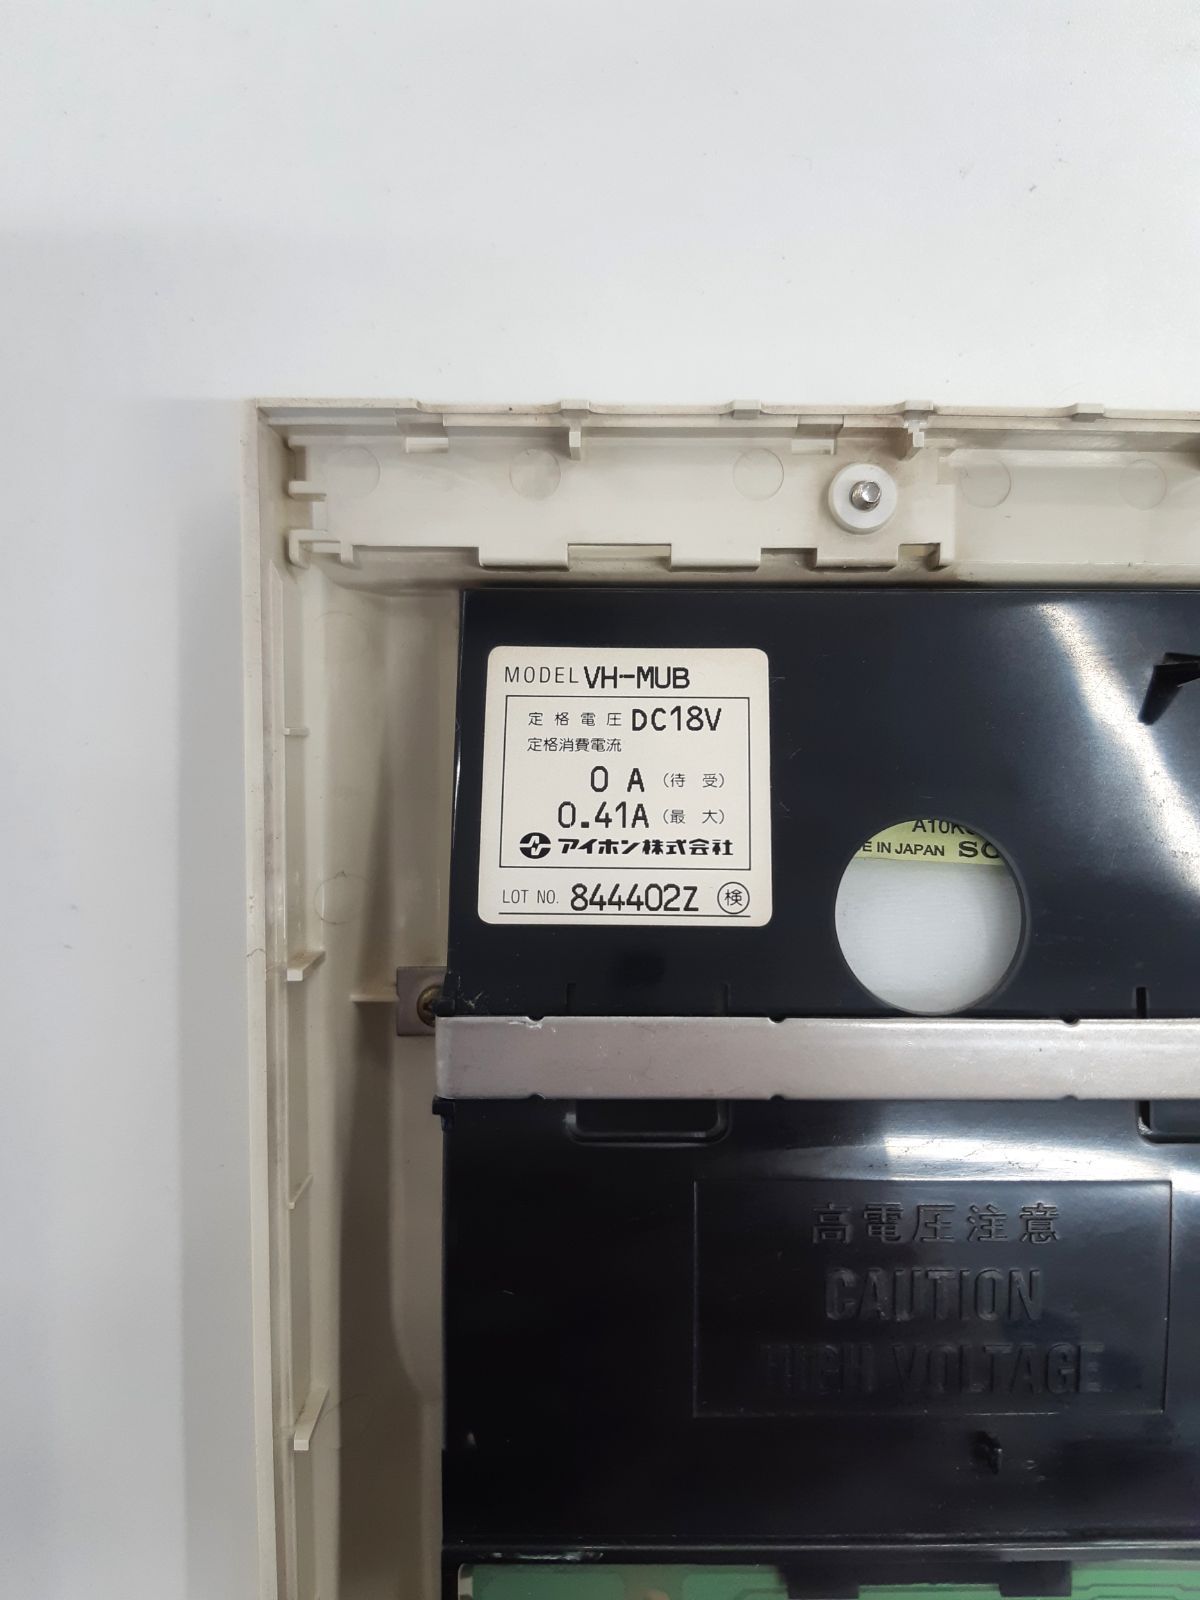 MODEL VH-MUB
定格電圧 DC18V
定格消費電流
0 A (待 受)
0.41A (最 大)
アイホン株式会社
LOT NO. 844402Z 検
A10K
E IN JAPAN SO
高電圧注意
CAUTION
HIGH VOLTAGE